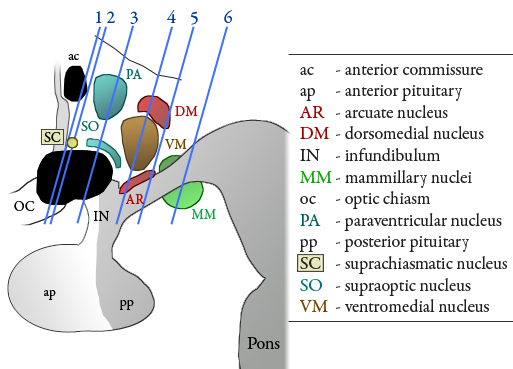 1 2 3 4 5 6
ac
PA
DM
SO
SC
VM
OC
IN
AR
MM
ap
pp
Pons
ac - anterior commissure
ap - anterior pituitary
AR - arcuate nucleus
DM - dorsomedial nucleus
IN - infundibulum
MM - mammillary nuclei
oc - optic chiasm
PA - paraventricular nucleus
pp - posterior pituitary
SC - suprachiasmatic nucleus
SO - supraoptic nucleus
VM - ventromedial nucleus